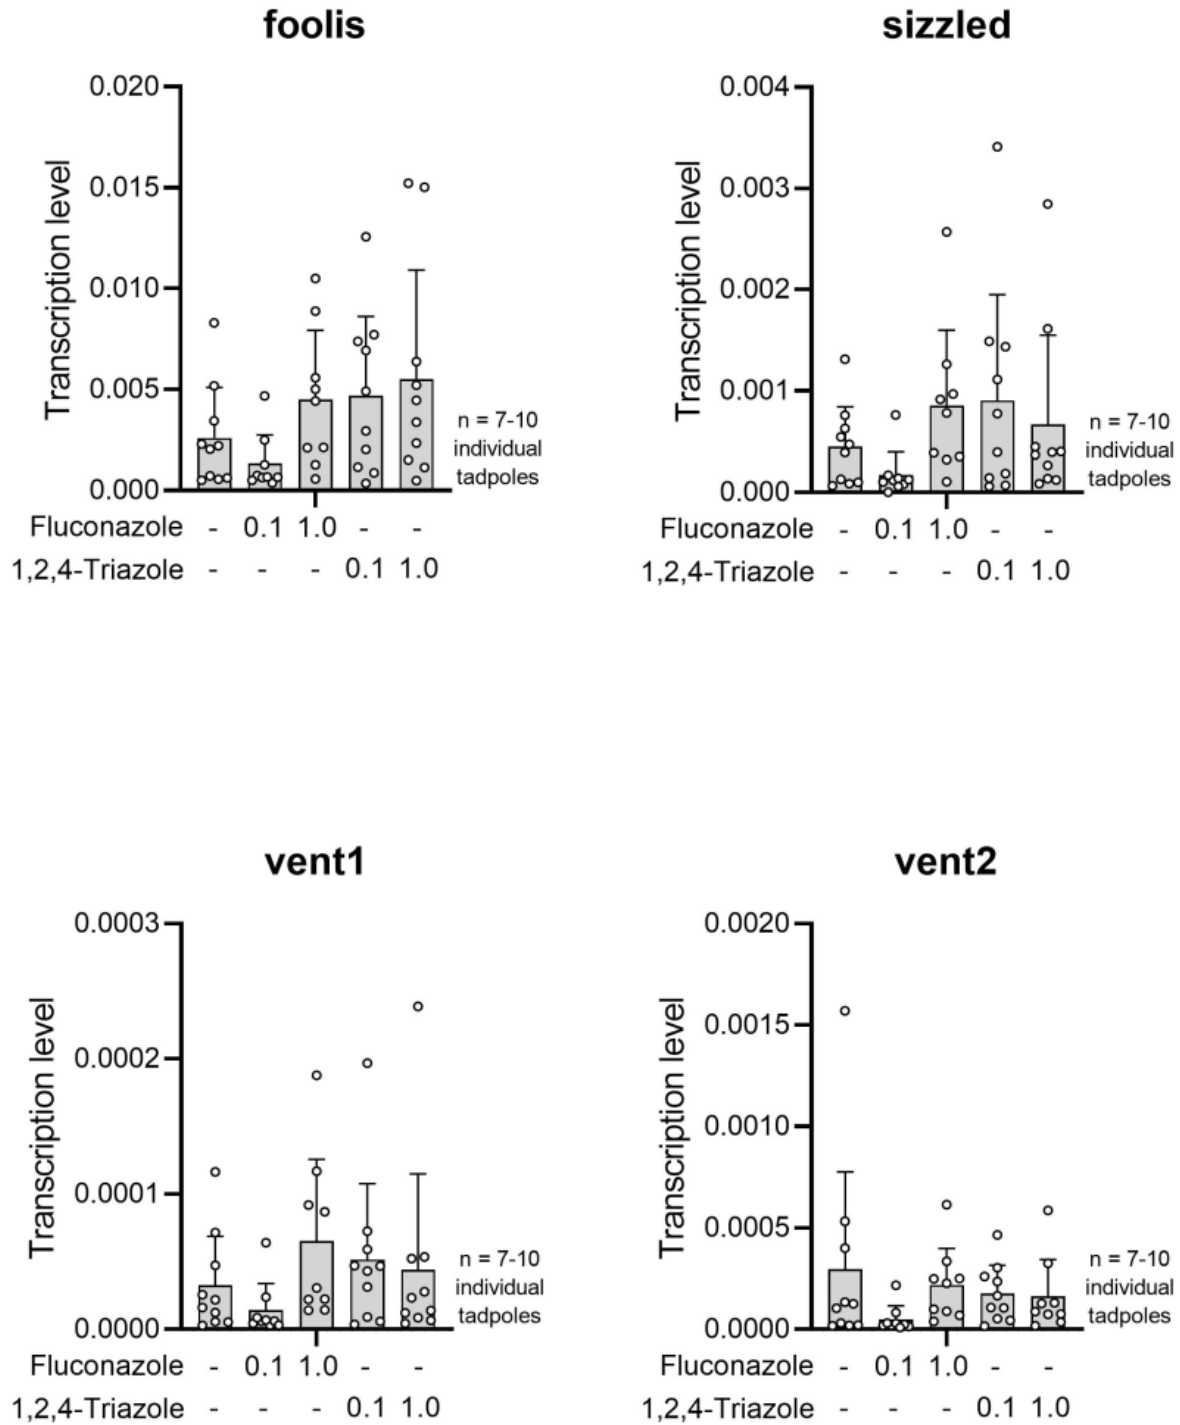 foolis
0.020
0.015
0.010
0.005
0.000
Transcription level
n = 7-10
individual
tadpoles
Fluconazole - 0.1 1.0 - -
1,2,4-Triazole - - - 0.1 1.0
sizzled
0.004
0.003
0.002
0.001
0.000
Transcription level
n = 7-10
individual
tadpoles
Fluconazole - 0.1 1.0 - -
1,2,4-Triazole - - - 0.1 1.0
vent1
0.0003
0.0002
0.0001
0.0000
Transcription level
n = 7-10
individual
tadpoles
Fluconazole - 0.1 1.0 - -
1,2,4-Triazole - - - 0.1 1.0
vent2
0.0020
0.0015
0.0010
0.0005
0.0000
Transcription level
n = 7-10
individual
tadpoles
Fluconazole - 0.1 1.0 - -
1,2,4-Triazole - - - 0.1 1.0